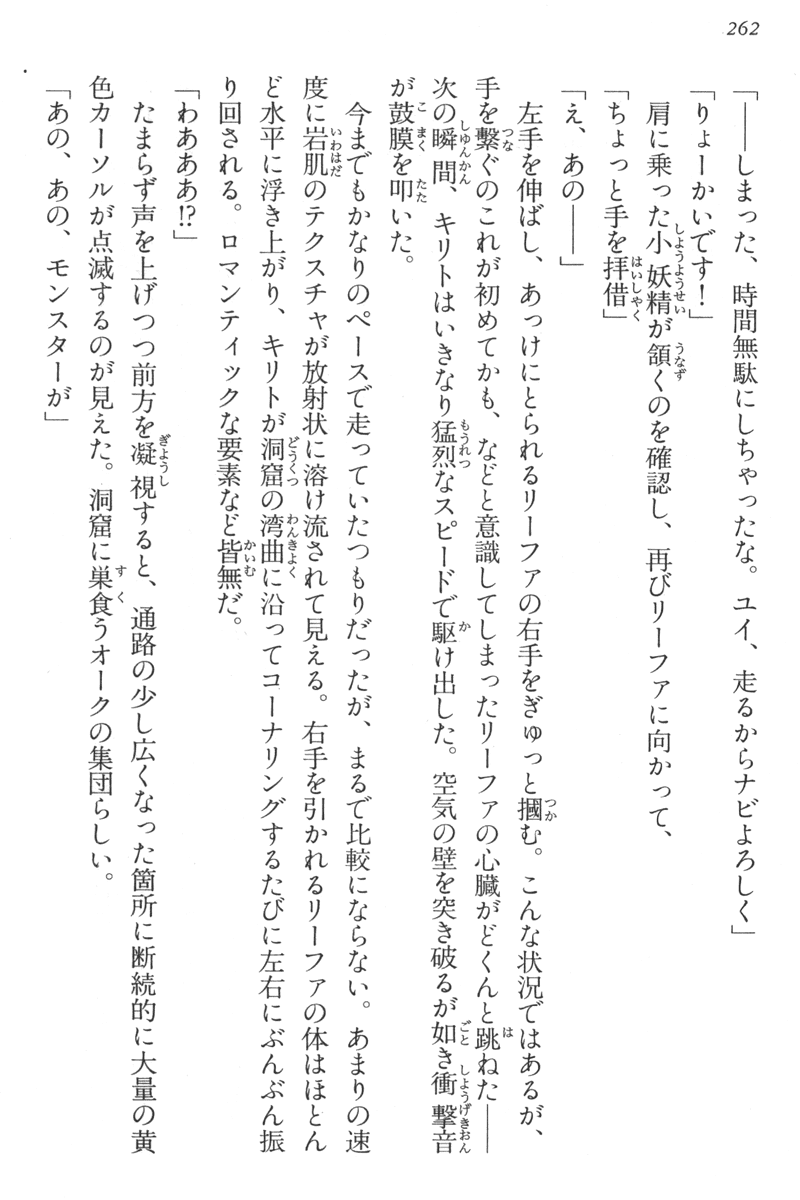 262
「――しまった、時間無駄にしちゃったな。ユイ、走るからナビよろしく」
「りょーかいです！」
　肩に乗った小妖精が頷くのを確認し、再びリーファに向かって、
「ちょっと手を拝借」
「え、あの――」
　左手を伸ばし、あっけにとられるリーファの右手をぎゅっと摑む。こんな状況ではあるが、
手を繋ぐのこれが初めてかも、などと意識してしまったリーファの心臓がどくんと跳ねた――
次の瞬間、キリトはいきなり猛烈なスピードで駆け出した。空気の壁を突き破るが如き衝撃音
が鼓膜を叩いた。
　今までもかなりのペースで走っていたつもりだったが、まるで比較にならない。あまりの速
度に岩肌のテクスチャが放射状に溶け流されて見える。右手を引かれるリーファの体はほとん
ど水平に浮き上がり、キリトが洞窟の湾曲に沿ってコーナリングするたびに左右にぶんぶん振
り回される。ロマンティックな要素など皆無だ。
「わあああ!?」
　たまらず声を上げつつ前方を凝視すると、通路の少し広くなった箇所に断続的に大量の黄
色カーソルが点滅するのが見えた。洞窟に巣食うオークの集団らしい。
「あの、あの、モンスターが」